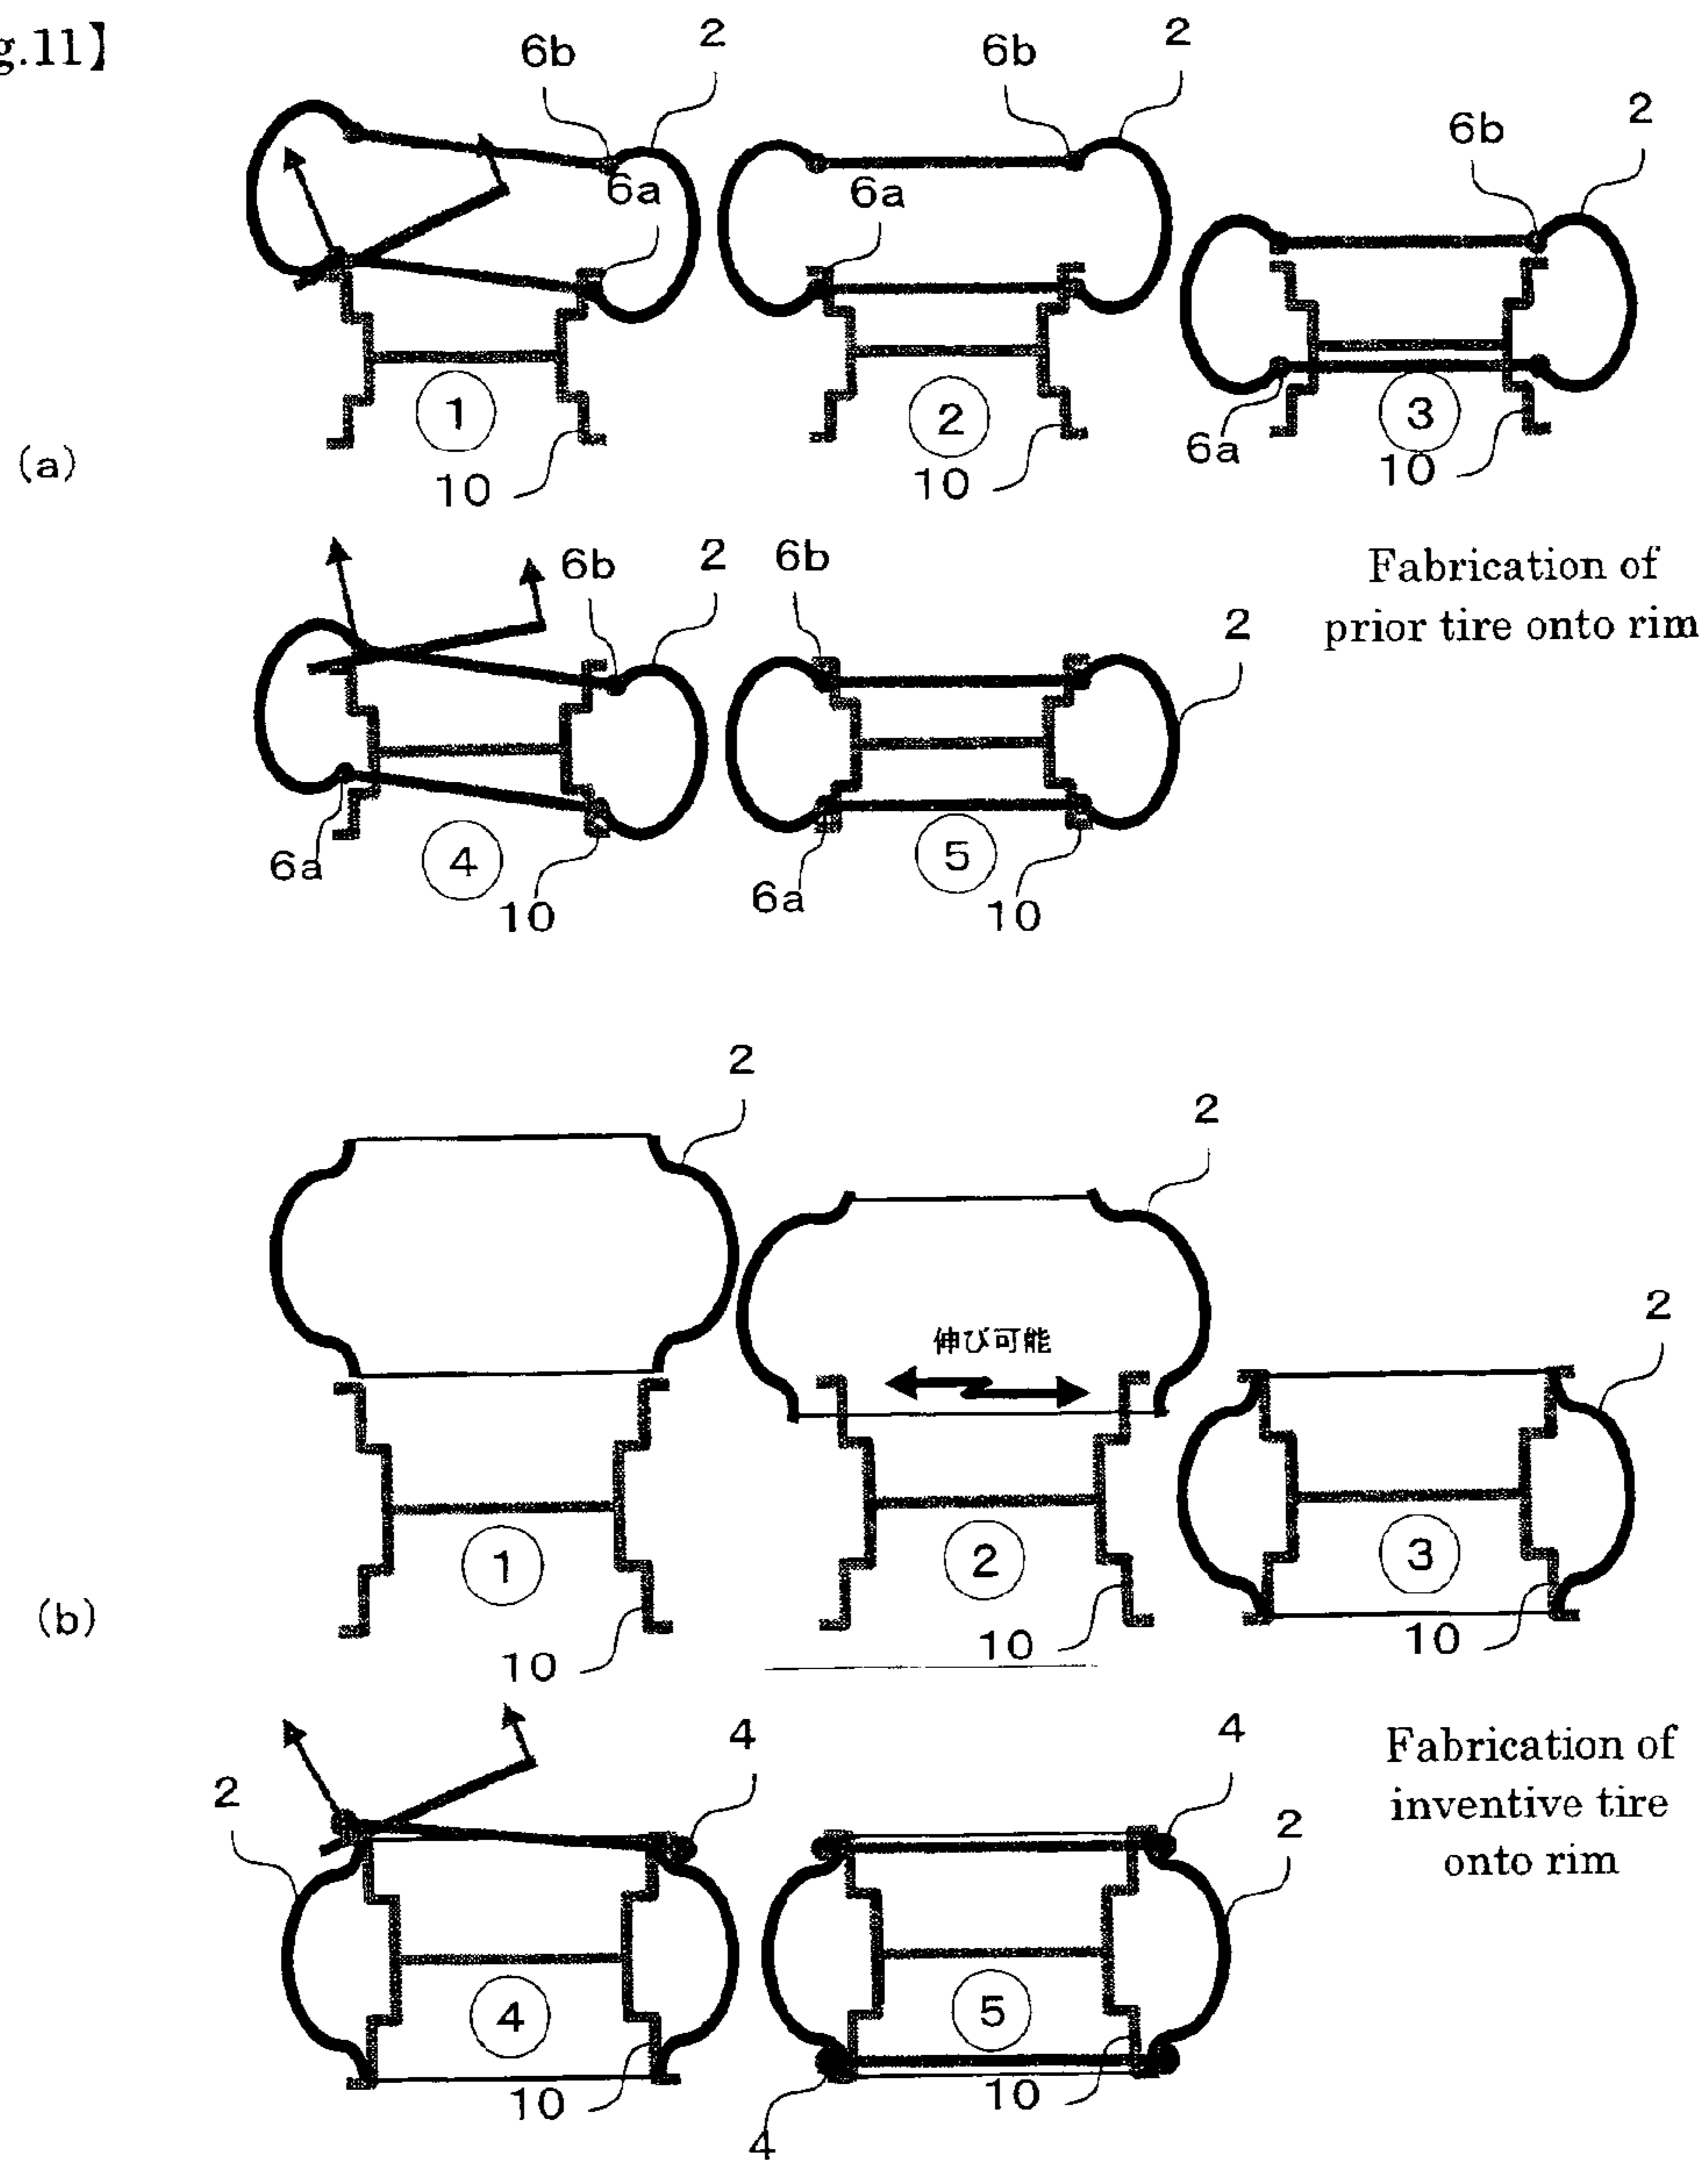 g.11】
6b 2 6b 2 6b 2
6a 6a
① ② ③
6a
10 10 10
(a)
6b 2 6b 2
Fabrication of
prior tire onto rim
④ ⑤
6a 10 6a 10
2 2 2
伸び可能
① ② ③
(b)
10 10 10
2 4 4 2
Fabrication of
inventive tire
onto rim
④ ⑤
10 10
4